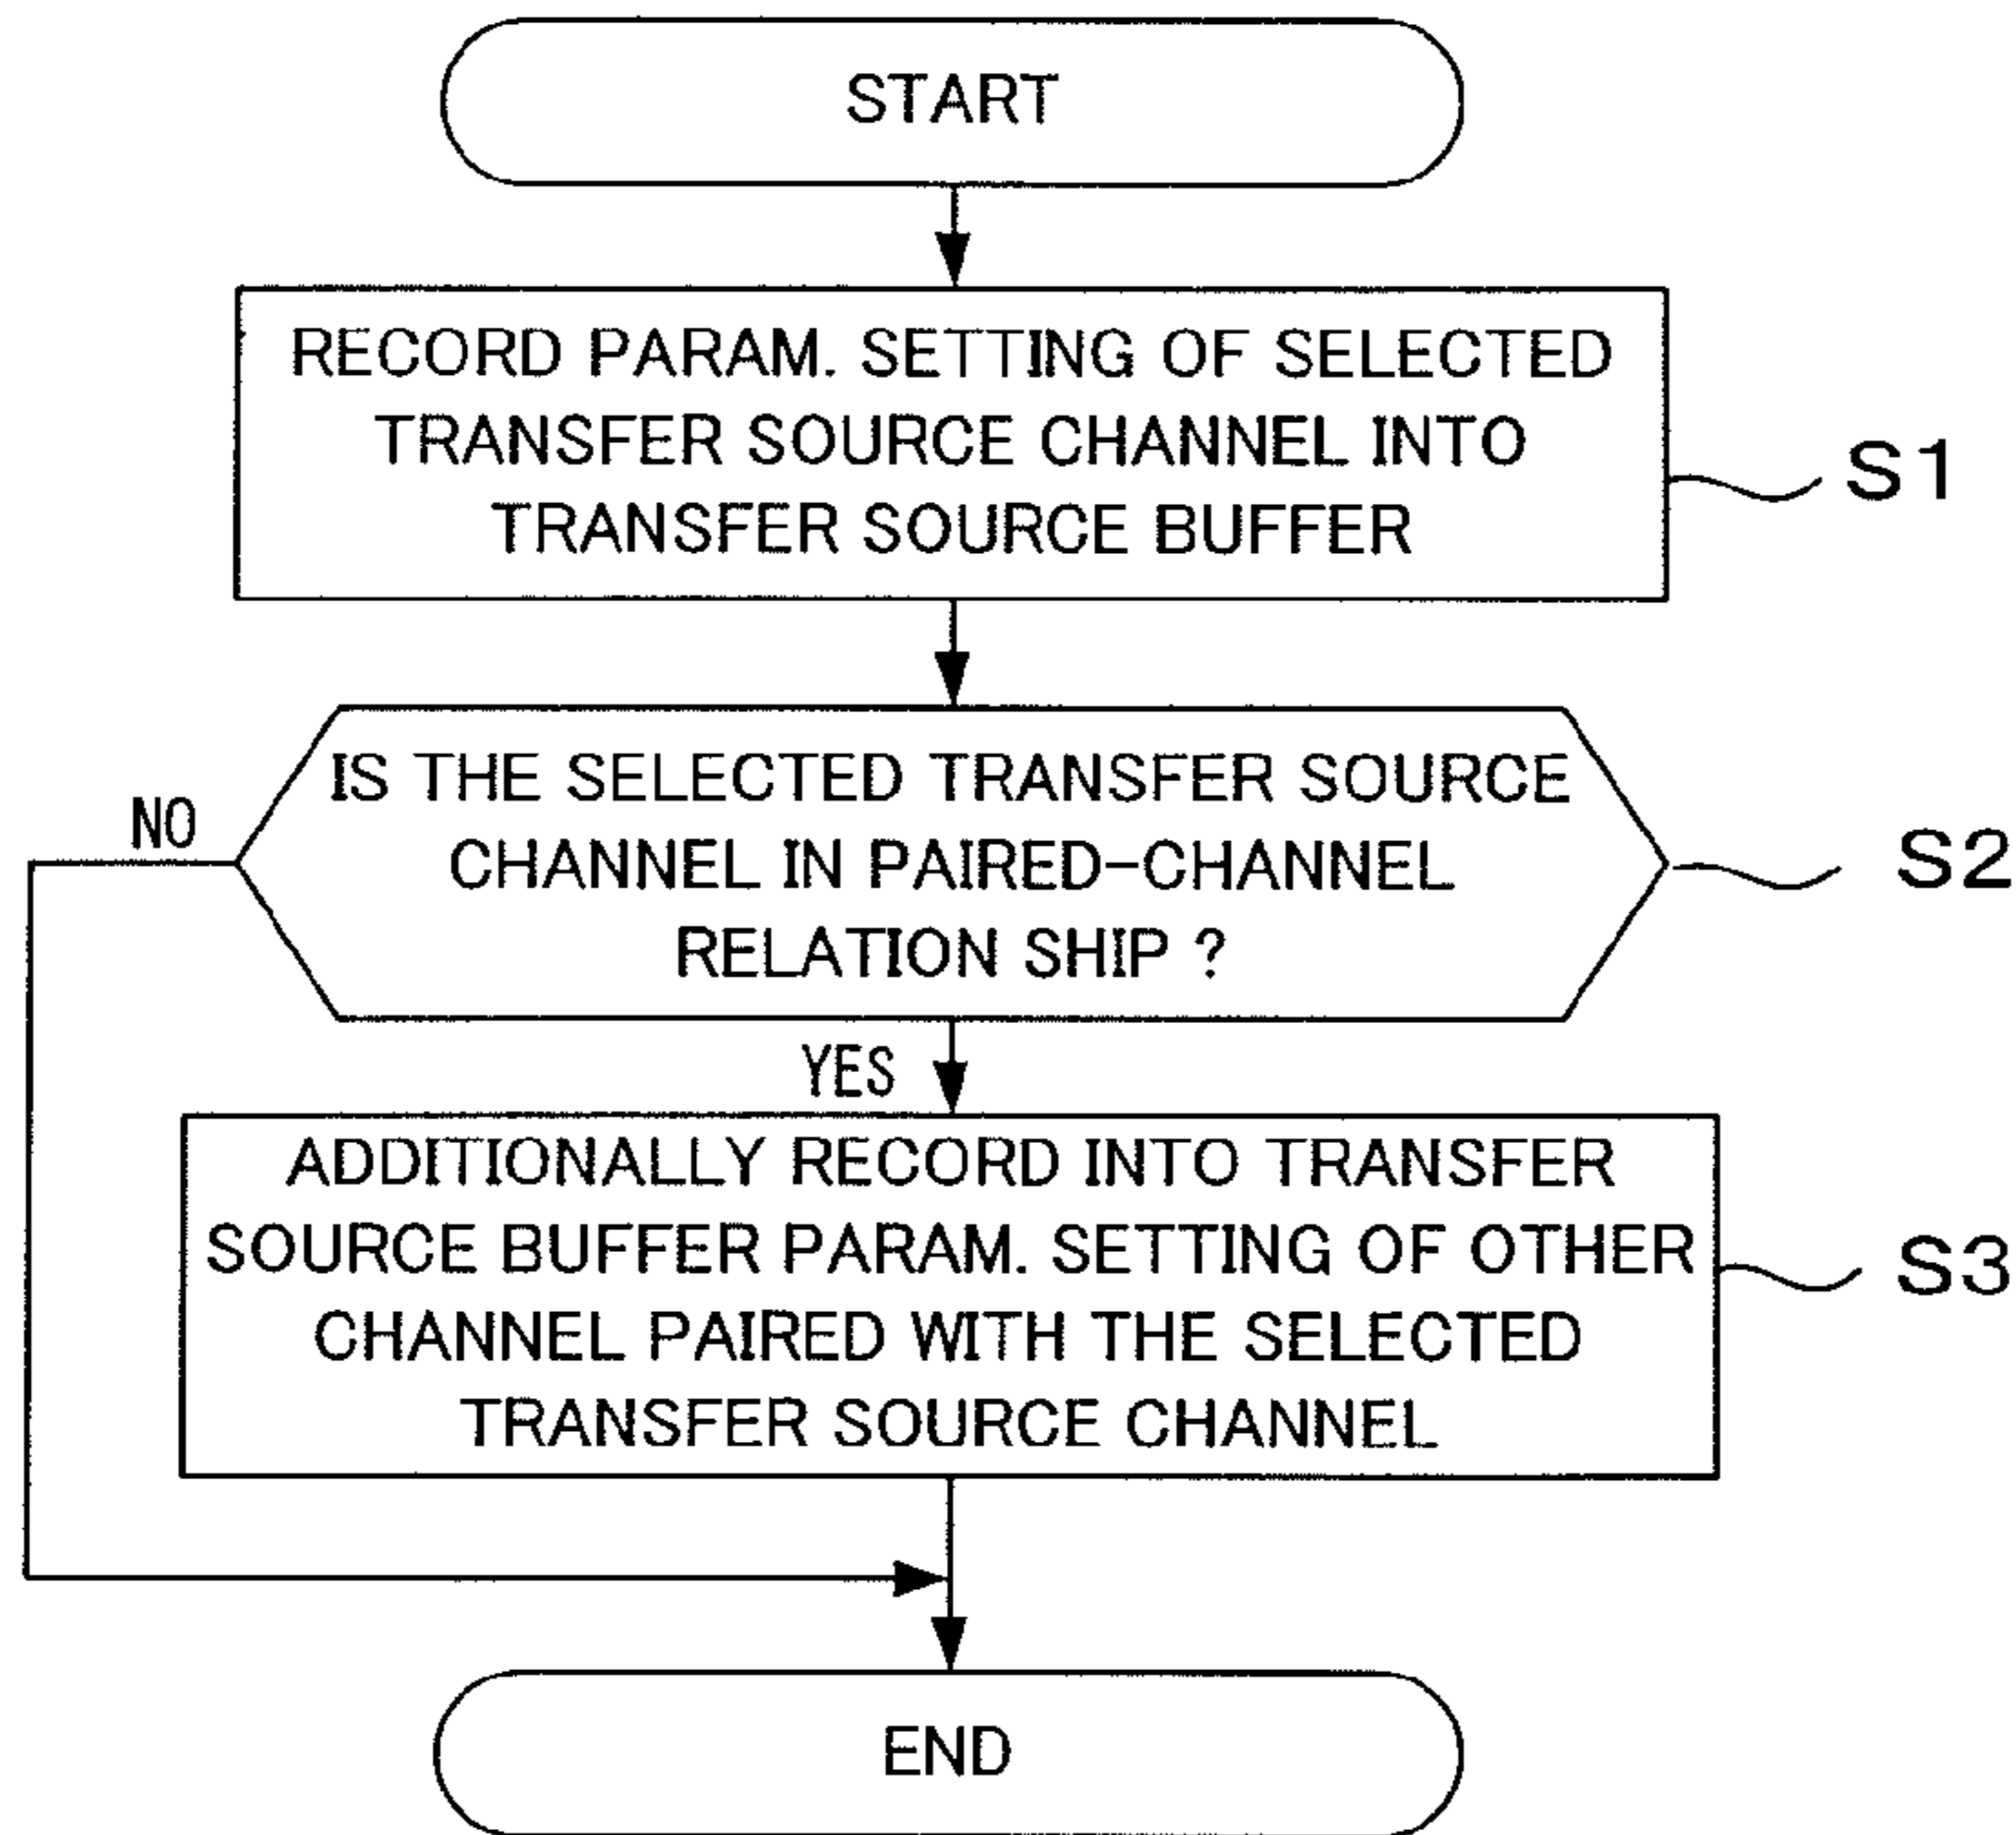 START
RECORD PARAM. SETTING OF SELECTED
TRANSFER SOURCE CHANNEL INTO
TRANSFER SOURCE BUFFER
S1
IS THE SELECTED TRANSFER SOURCE
CHANNEL IN PAIRED-CHANNEL
RELATION SHIP ?
NO
S2
YES
ADDITIONALLY RECORD INTO TRANSFER
SOURCE BUFFER PARAM. SETTING OF OTHER
CHANNEL PAIRED WITH THE SELECTED
TRANSFER SOURCE CHANNEL
S3
END